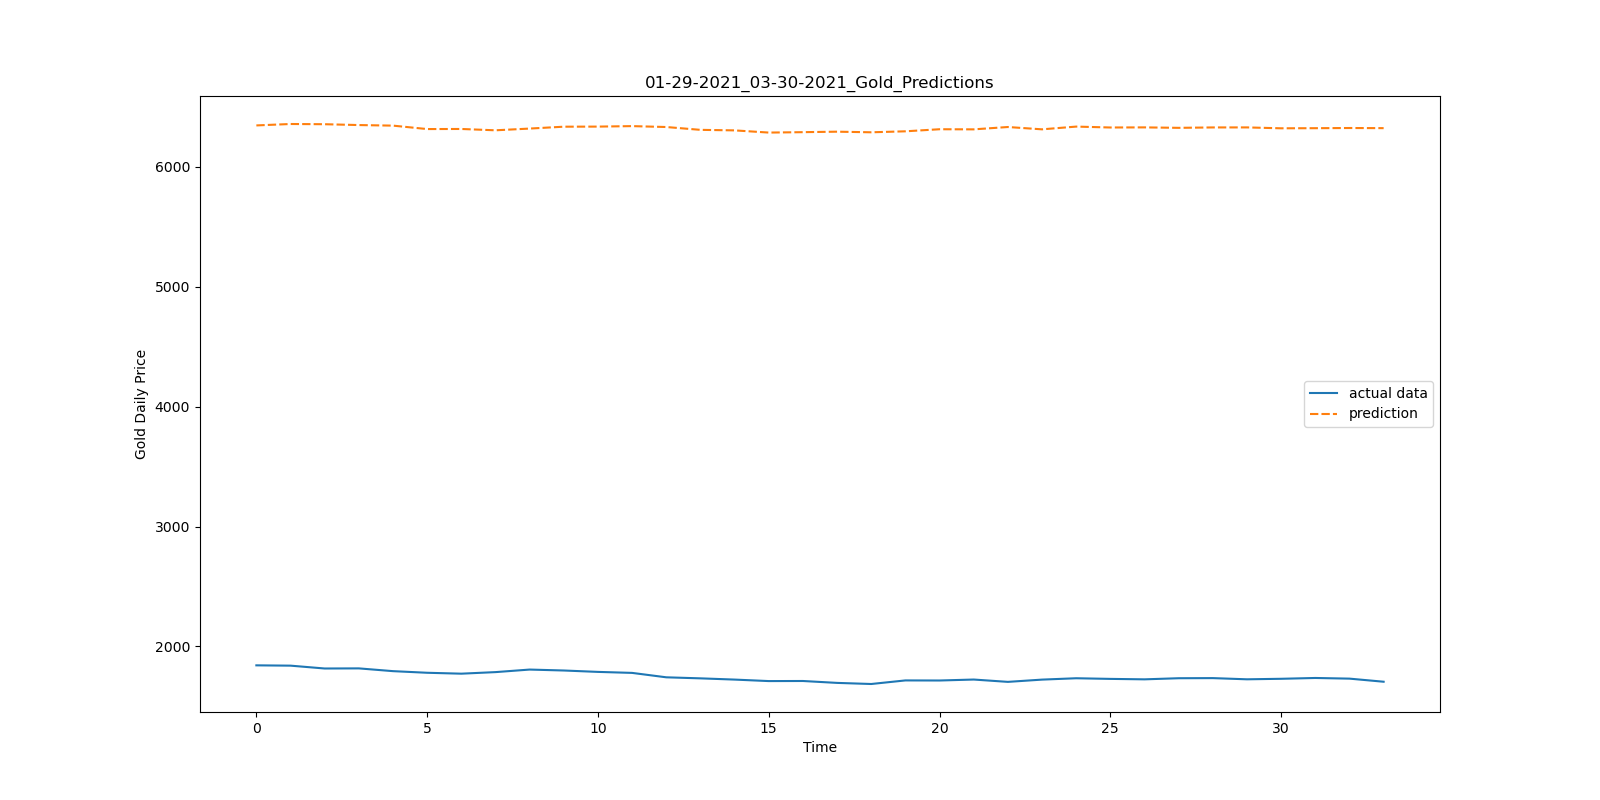 01-29-2021_03-30-2021_Gold_Predictions
6000
5000
4000
3000
2000
Gold Daily Price
actual data
prediction
0 5 10 15 20 25 30
Time